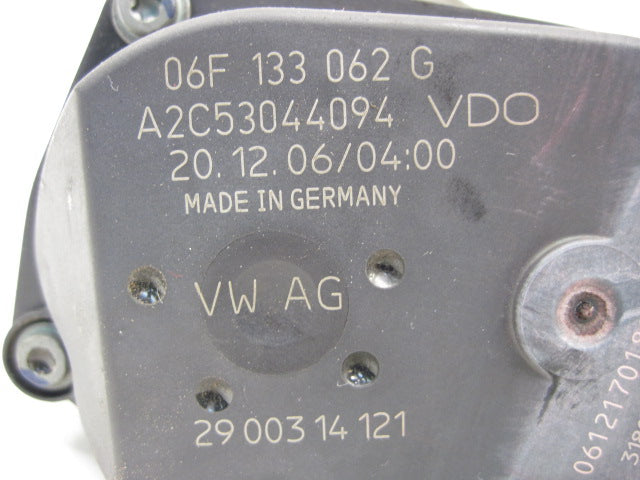 06F 133 062 G
A2C53044094 VDO
20.12.06/04:00
MADE IN GERMANY
VW AG
29 003 14 121